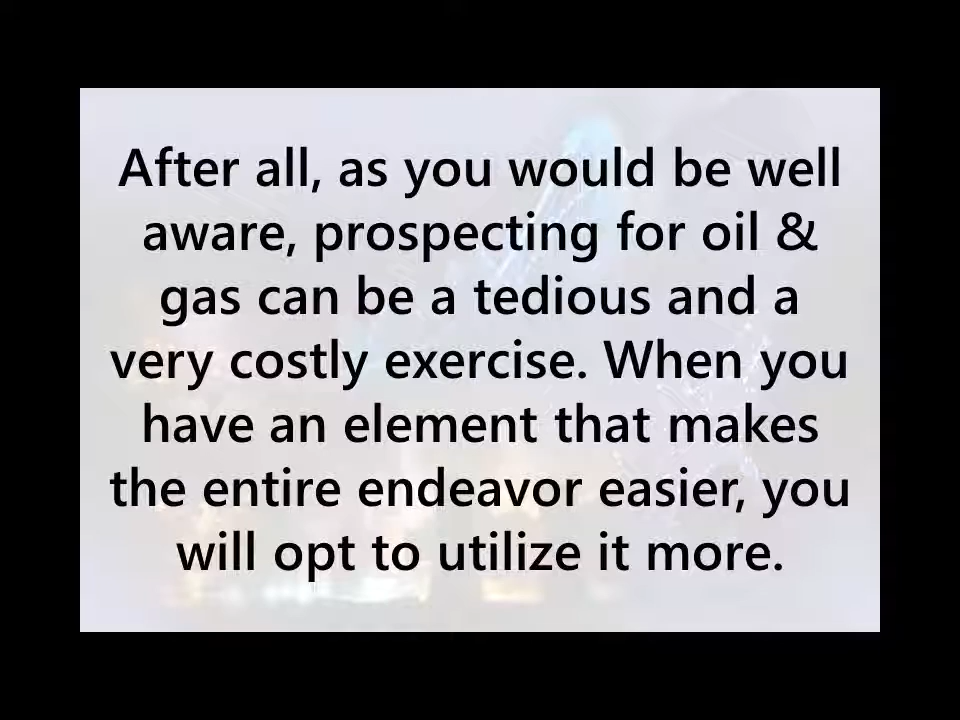 After all, as you would be well
aware, prospecting for oil &
gas can be a tedious and a
very costly exercise. When you
have an element that makes
the entire endeavor easier, you
will opt to utilize it more.